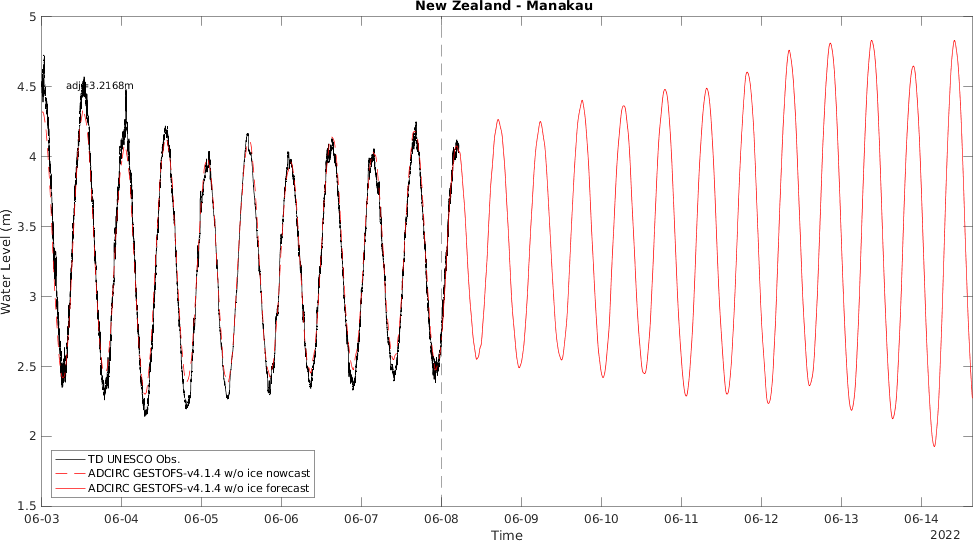 New Zealand - Manakau
5
4.5
4
3.5
3
2.5
2
1.5
Water Level (m)
adj=3.2168m
TD UNESCO Obs.
ADCIRC GESTOFS-v4.1.4 w/o ice nowcast
ADCIRC GESTOFS-v4.1.4 w/o ice forecast
06-03 06-04 06-05 06-06 06-07 06-08 06-09 06-10 06-11 06-12 06-13 06-14
Time
2022